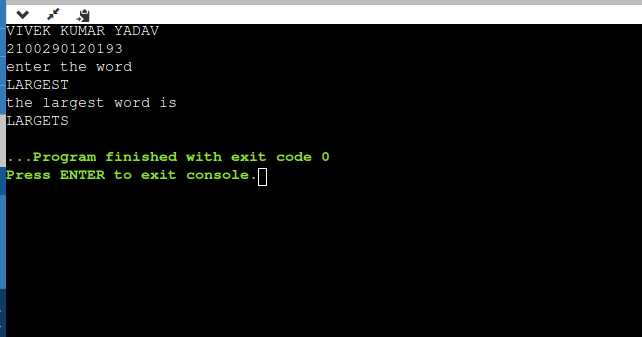 VIVEK KUMAR YADAV
2100290120193
enter the word
LARGEST
the largest word is
LARGETS
...Program finished with exit code 0
Press ENTER to exit console.